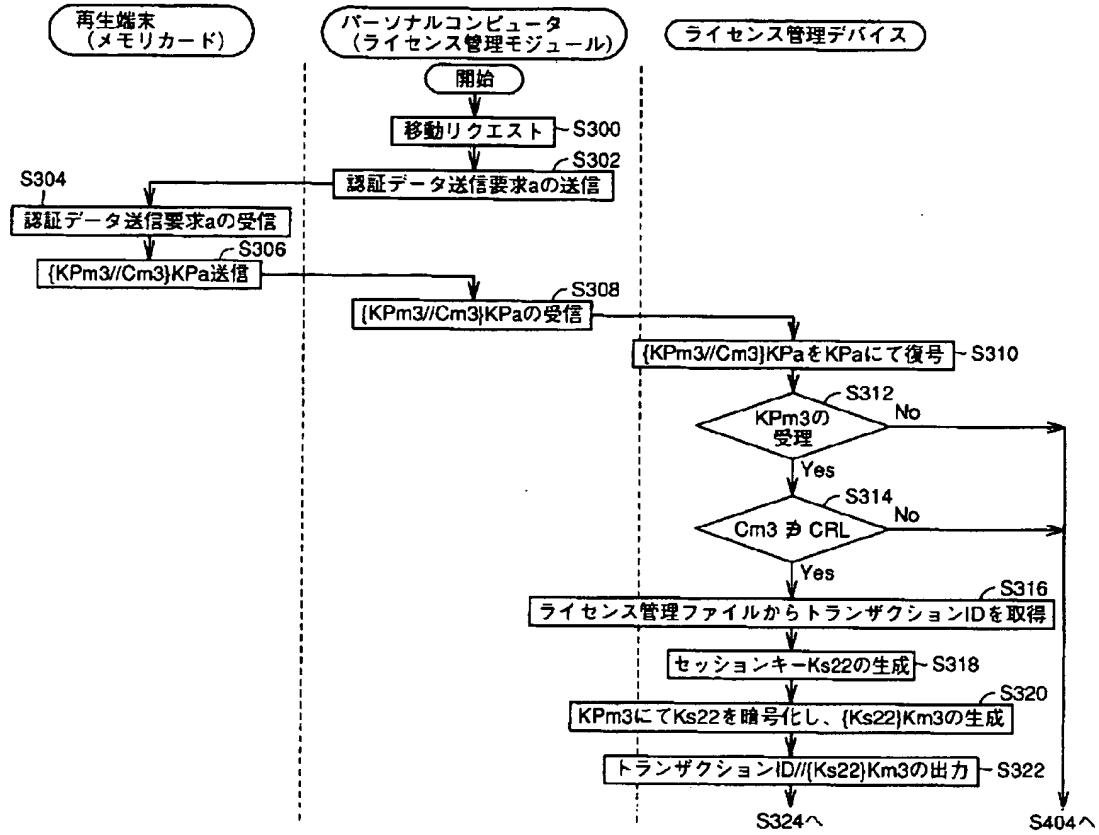 再生端末
(メモリカード)
パーソナルコンピュータ
(ライセンス管理モジュール)
ライセンス管理デバイス
開始
移動リクエスト
S300
S302
認証データ送信要求aの送信
S304
認証データ送信要求aの受信
S306
{KPm3//Cm3}KPa送信
S308
{KPm3//Cm3}KPaの受信
{KPm3//Cm3}KPaをKPaにて復号
S310
S312
KPm3の
受理
No
Yes
S314
Cm3 ∌ CRL
No
Yes
S316
ライセンス管理ファイルからトランザクションIDを取得
セッションキーKs22の生成
S318
S320
KPm3にてKs22を暗号化し、{Ks22}Km3の生成
トランザクションID//{Ks22}Km3の出力
S322
S324へ
S404へ